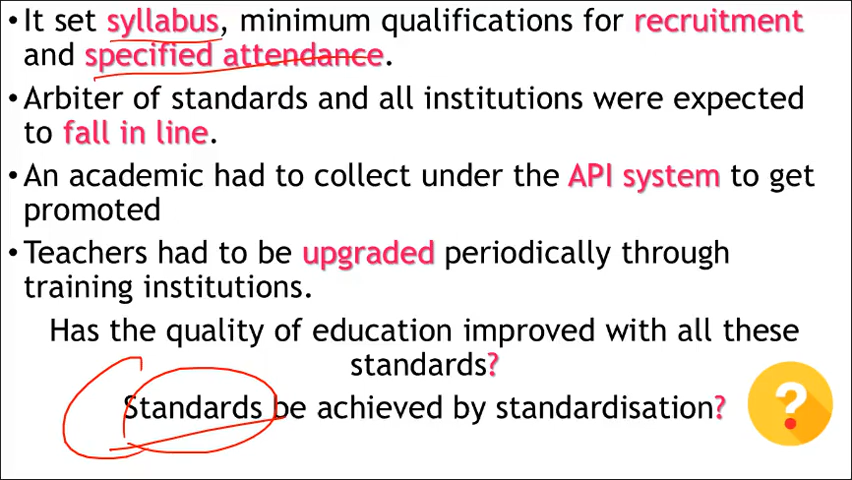 • It set syllabus, minimum qualifications for recruitment
and specified attendance.
• Arbiter of standards and all institutions were expected
to fall in line.
• An academic had to collect under the API system to get
promoted
• Teachers had to be upgraded periodically through
training institutions.
Has the quality of education improved with all these
standards?
Standards be achieved by standardisation?
?